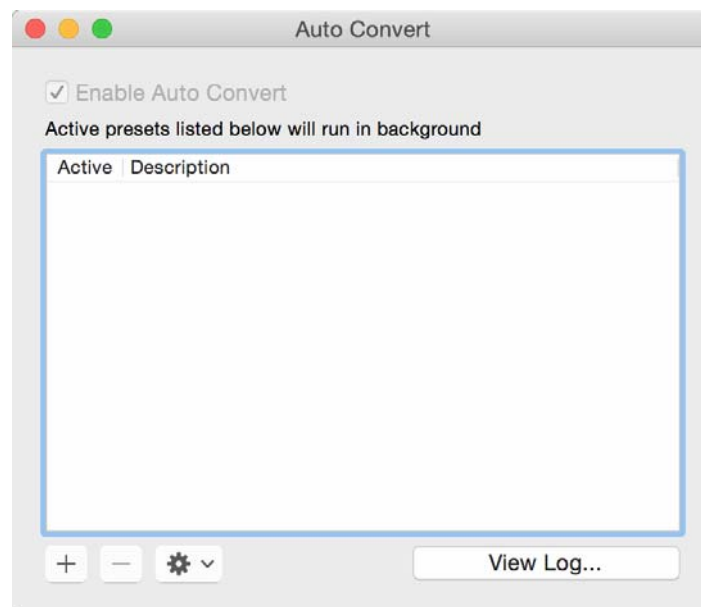 Auto Convert
Enable Auto Convert
Active presets listed below will run in background
Active Description
View Log...